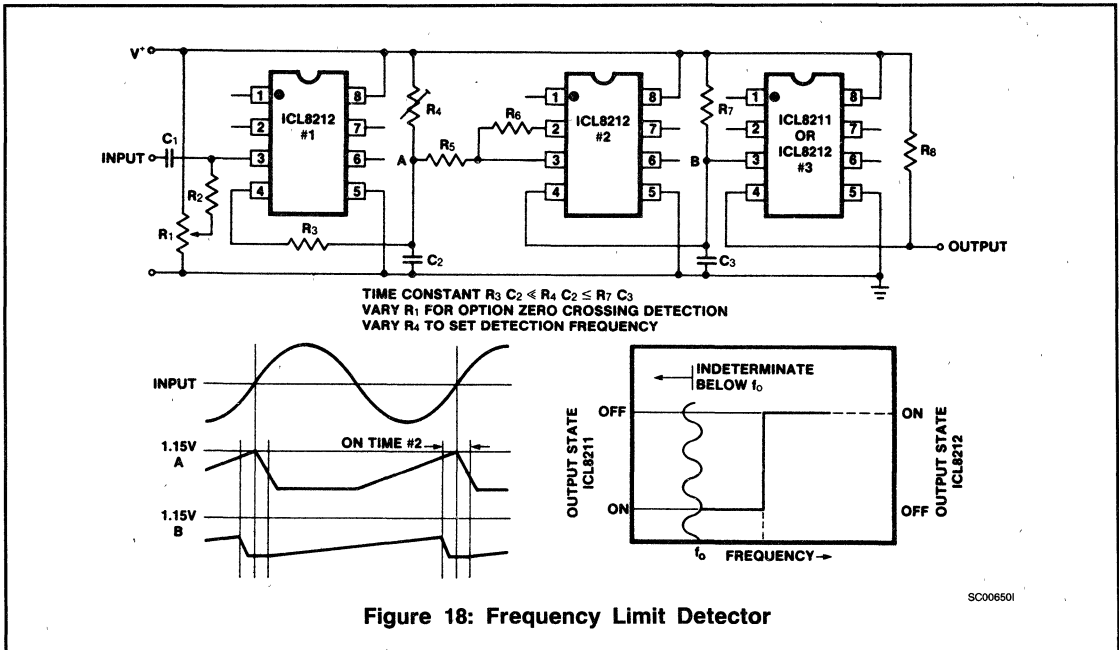 V+
1
2
3
4
ICL8212
#1
8
7
6
5
C1
INPUT
R2
R1
R3
R4
A
R5
R6
C2
1
2
3
4
ICL8212
#2
8
7
6
5
R7
B
C3
1
2
3
4
ICL8211
OR
ICL8212
#3
8
7
6
5
R8
OUTPUT
TIME CONSTANT R3 C2 ≪ R4 C2 ≤ R7 C3
VARY R1 FOR OPTION ZERO CROSSING DETECTION
VARY R4 TO SET DETECTION FREQUENCY
INPUT
1.15V
A
ON TIME #2
1.15V
B
INDETERMINATE
BELOW fo
OFF
ON
OUTPUT STATE
ICL8211
ON
OFF
OUTPUT STATE
ICL8212
fo
FREQUENCY→
SC00650I
Figure 18: Frequency Limit Detector